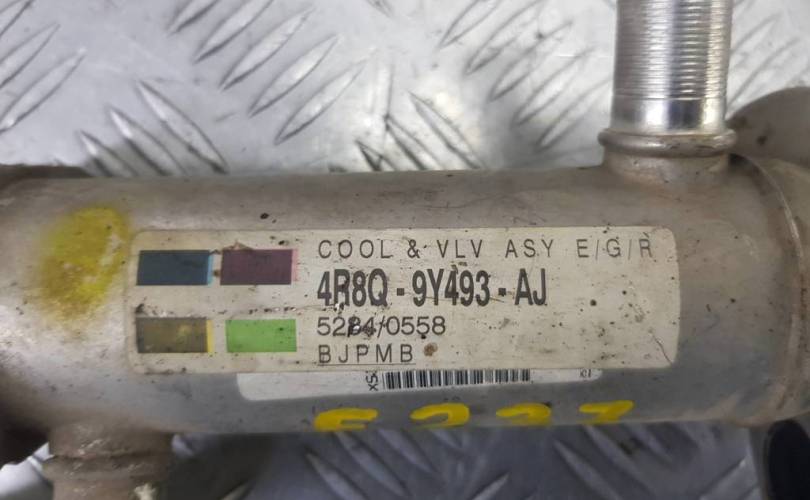 COOL & VLV ASY E/G/R
4R8Q - 9Y493 - AJ
5284/0558
BJPMB